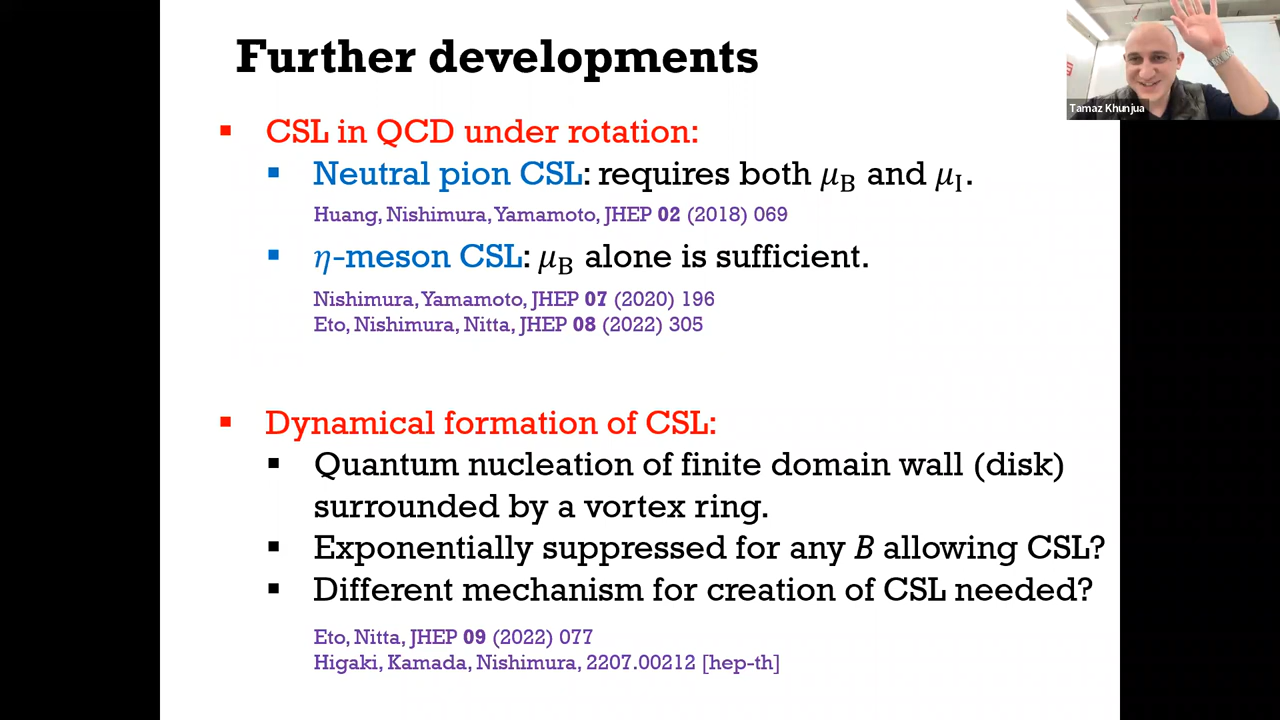 Further developments
Tamaz Khunjua
▪ CSL in QCD under rotation:
▪ Neutral pion CSL: requires both μB and μI.
Huang, Nishimura, Yamamoto, JHEP 02 (2018) 069
▪ η-meson CSL: μB alone is sufficient.
Nishimura, Yamamoto, JHEP 07 (2020) 196
Eto, Nishimura, Nitta, JHEP 08 (2022) 305
▪ Dynamical formation of CSL:
▪ Quantum nucleation of finite domain wall (disk)
surrounded by a vortex ring.
▪ Exponentially suppressed for any B allowing CSL?
▪ Different mechanism for creation of CSL needed?
Eto, Nitta, JHEP 09 (2022) 077
Higaki, Kamada, Nishimura, 2207.00212 [hep-th]